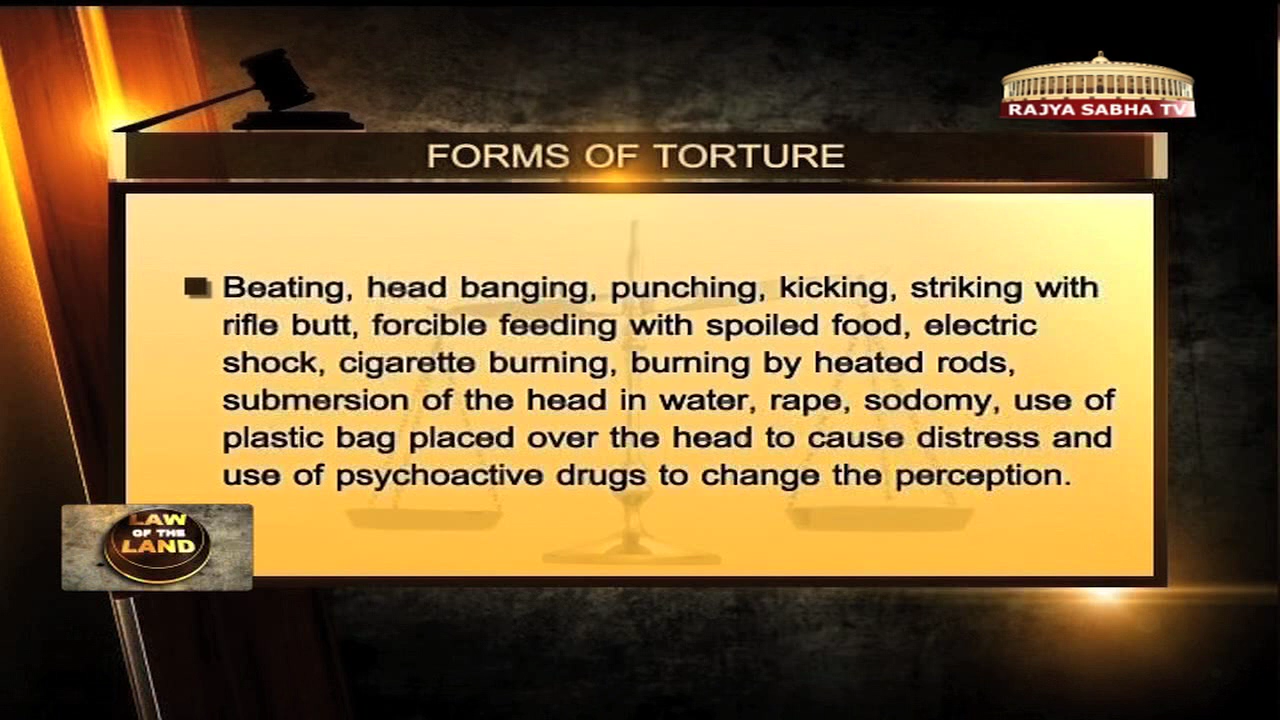 RAJYA SABHA TV
FORMS OF TORTURE
Beating, head banging, punching, kicking, striking with
rifle butt, forcible feeding with spoiled food, electric
shock, cigarette burning, burning by heated rods,
submersion of the head in water, rape, sodomy, use of
plastic bag placed over the head to cause distress and
use of psychoactive drugs to change the perception.
LAW
OF THE
LAND